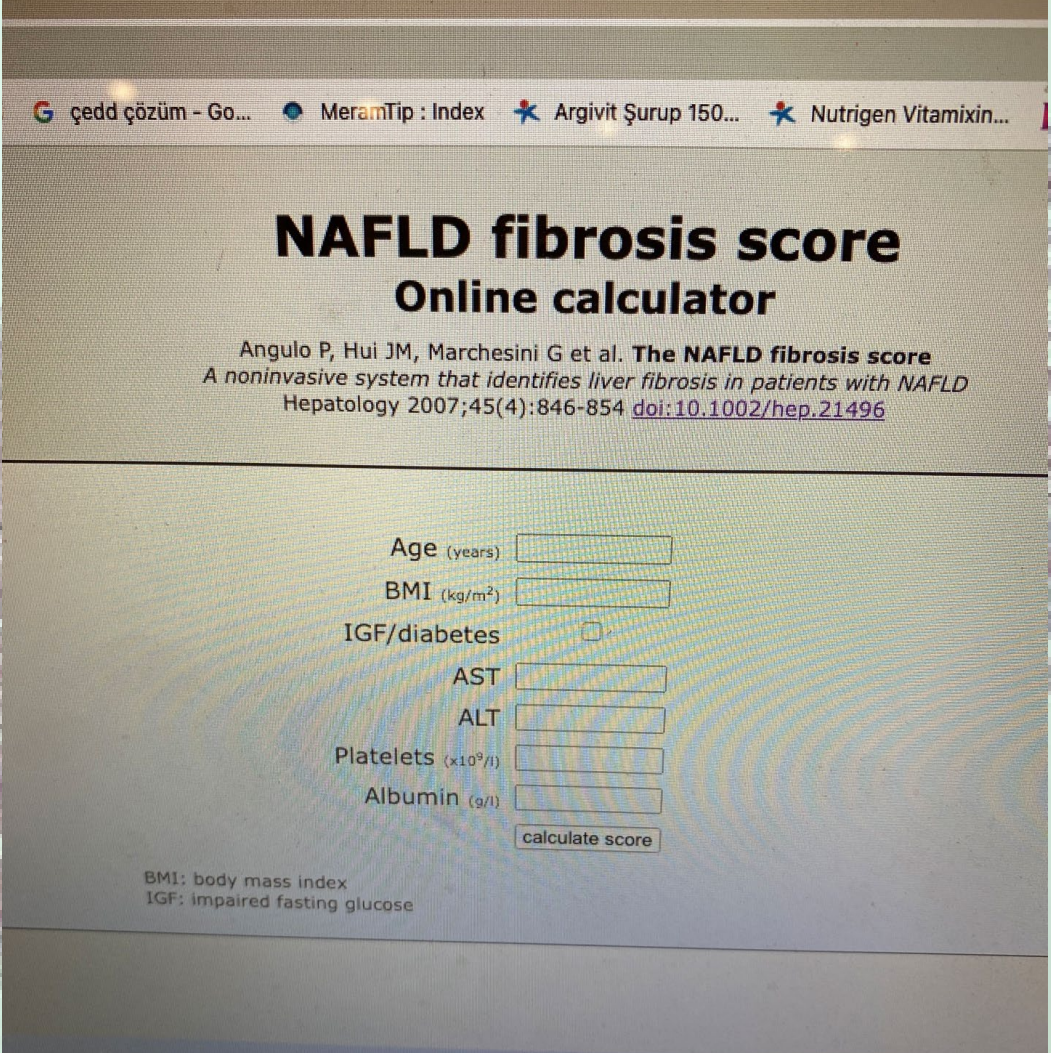 çedd çözüm - Go... MeramTip : Index Argivit Şurup 150... Nutrigen Vitamixin...
NAFLD fibrosis score
Online calculator
Angulo P, Hui JM, Marchesini G et al. The NAFLD fibrosis score
A noninvasive system that identifies liver fibrosis in patients with NAFLD
Hepatology 2007;45(4):846-854 doi:10.1002/hep.21496
Age (years)
BMI (kg/m²)
IGF/diabetes
AST
ALT
Platelets (x10⁹/l)
Albumin (g/l)
calculate score
BMI: body mass index
IGF: impaired fasting glucose